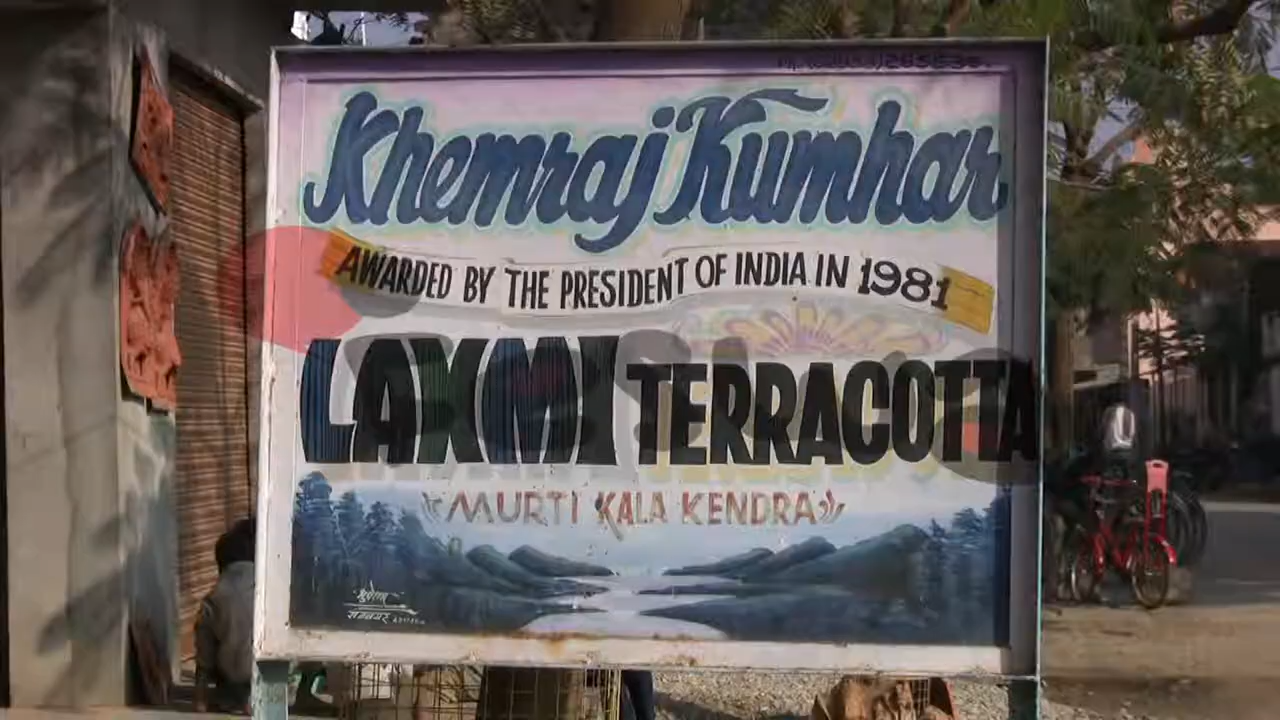 Khemraj Kumhar
AWARDED BY THE PRESIDENT OF INDIA IN 1981
LAXMI TERRACOTTA
MURTI KALA KENDRA